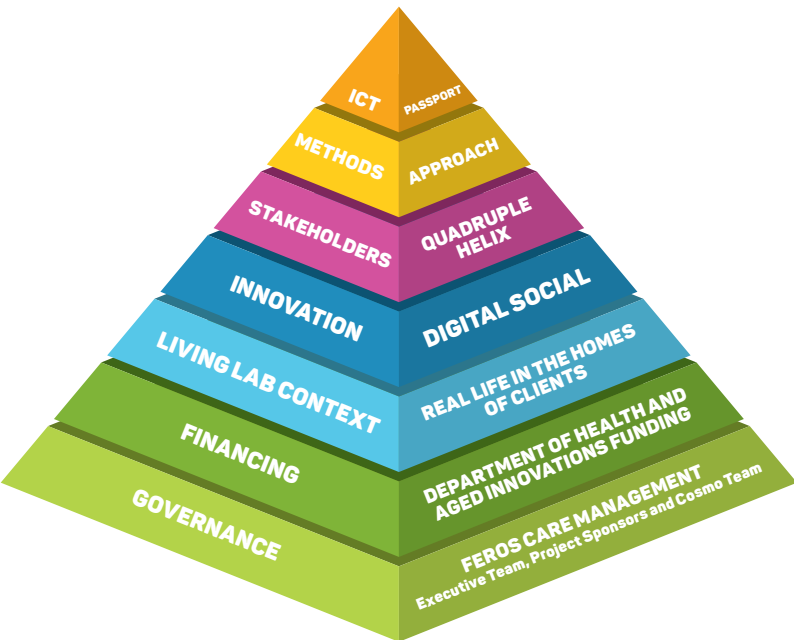 ICT
PASSPORT
METHODS
APPROACH
STAKEHOLDERS
QUADRUPLE
HELIX
INNOVATION
DIGITAL SOCIAL
LIVING LAB CONTEXT
REAL LIFE IN THE HOMES
OF CLIENTS
FINANCING
DEPARTMENT OF HEALTH AND
AGED INNOVATIONS FUNDING
GOVERNANCE
FEROS CARE MANAGEMENT
Executive Team, Project Sponsors and Cosmo Team